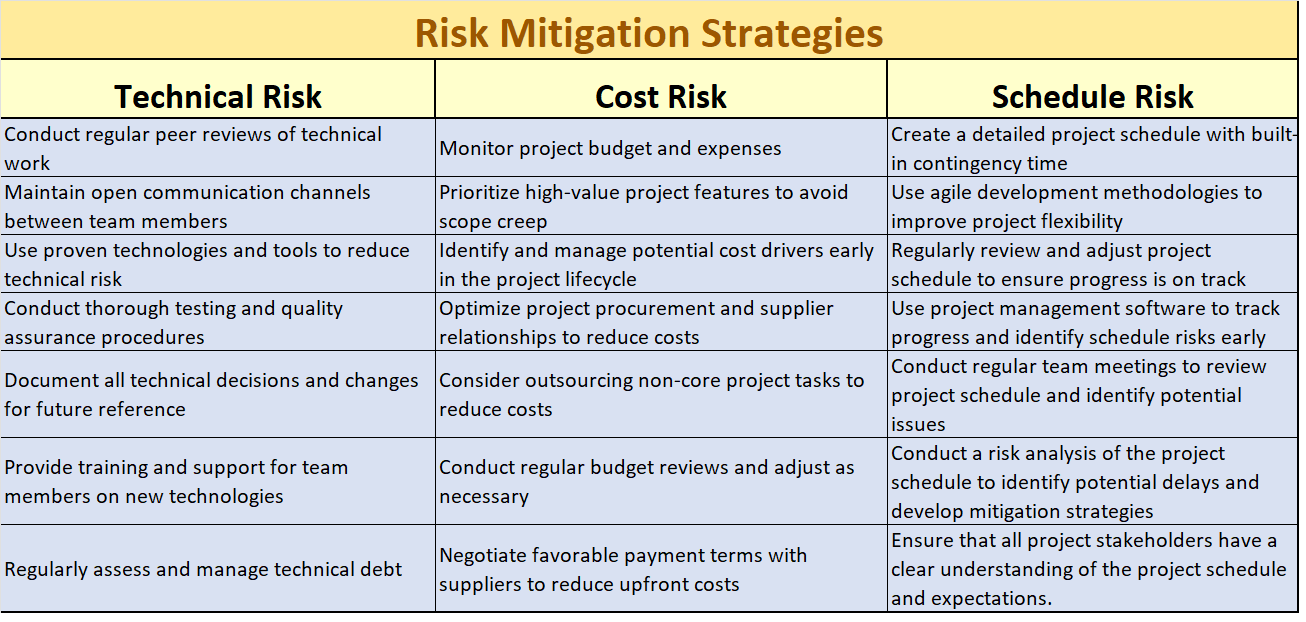 Risk Mitigation Strategies
Technical Risk
Cost Risk
Schedule Risk
Conduct regular peer reviews of technical
work
Monitor project budget and expenses
Create a detailed project schedule with built-
in contingency time
Maintain open communication channels
between team members
Prioritize high-value project features to avoid
scope creep
Use agile development methodologies to
improve project flexibility
Use proven technologies and tools to reduce
technical risk
Identify and manage potential cost drivers early
in the project lifecycle
Regularly review and adjust project
schedule to ensure progress is on track
Conduct thorough testing and quality
assurance procedures
Optimize project procurement and supplier
relationships to reduce costs
Use project management software to track
progress and identify schedule risks early
Document all technical decisions and changes
for future reference
Consider outsourcing non-core project tasks to
reduce costs
Conduct regular team meetings to review
project schedule and identify potential
issues
Provide training and support for team
members on new technologies
Conduct regular budget reviews and adjust as
necessary
Conduct a risk analysis of the project
schedule to identify potential delays and
develop mitigation strategies
Regularly assess and manage technical debt
Negotiate favorable payment terms with
suppliers to reduce upfront costs
Ensure that all project stakeholders have a
clear understanding of the project schedule
and expectations.